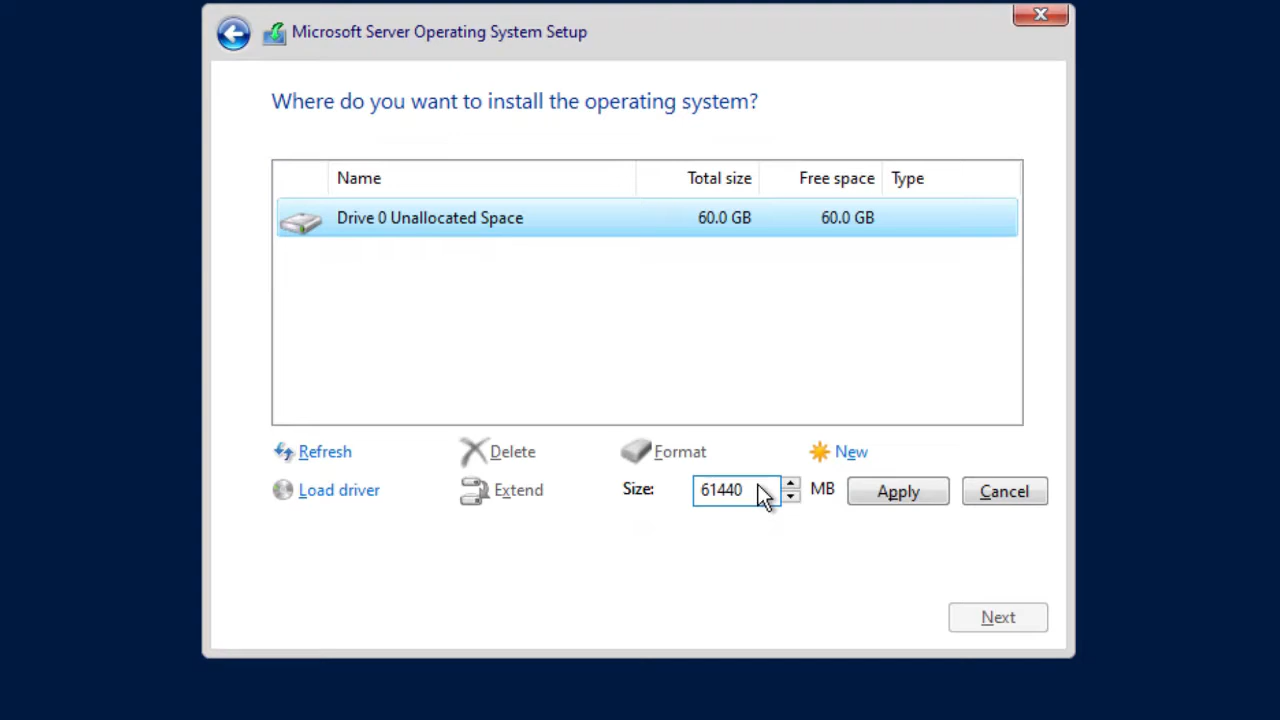 Microsoft Server Operating System Setup
X
Where do you want to install the operating system?
Name Total size Free space Type
Drive 0 Unallocated Space 60.0 GB 60.0 GB
Refresh Delete Format New
Load driver Extend Size: 61440 MB Apply Cancel
Next